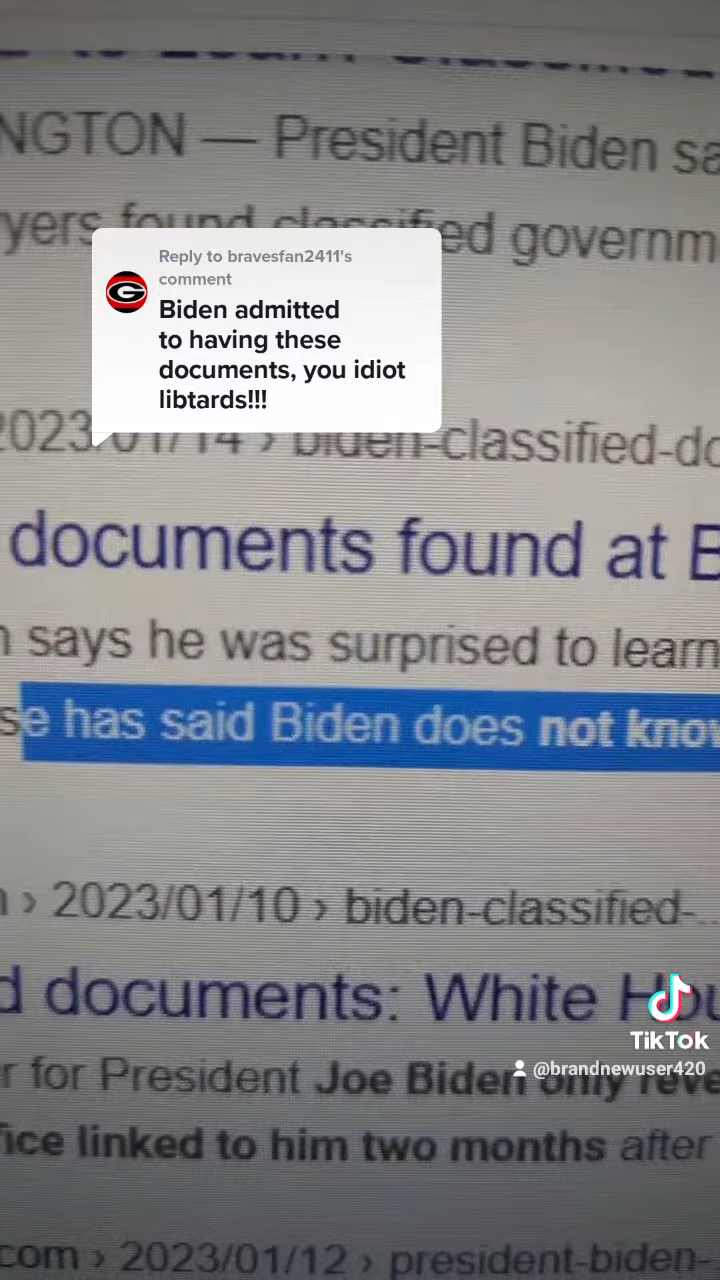 NGTON — President Biden sa
yers found classified governm
Reply to bravesfan2411's
comment
Biden admitted
to having these
documents, you idiot
libtards!!!
2023/01/14 › biden-classified-do
documents found at B
says he was surprised to learn
se has said Biden does not know
› 2023/01/10 › biden-classified-...
d documents: White Hou
r for President Joe Biden only reve
fice linked to him two months after
TikTok
@brandnewuser420
com › 2023/01/12 › president-biden-